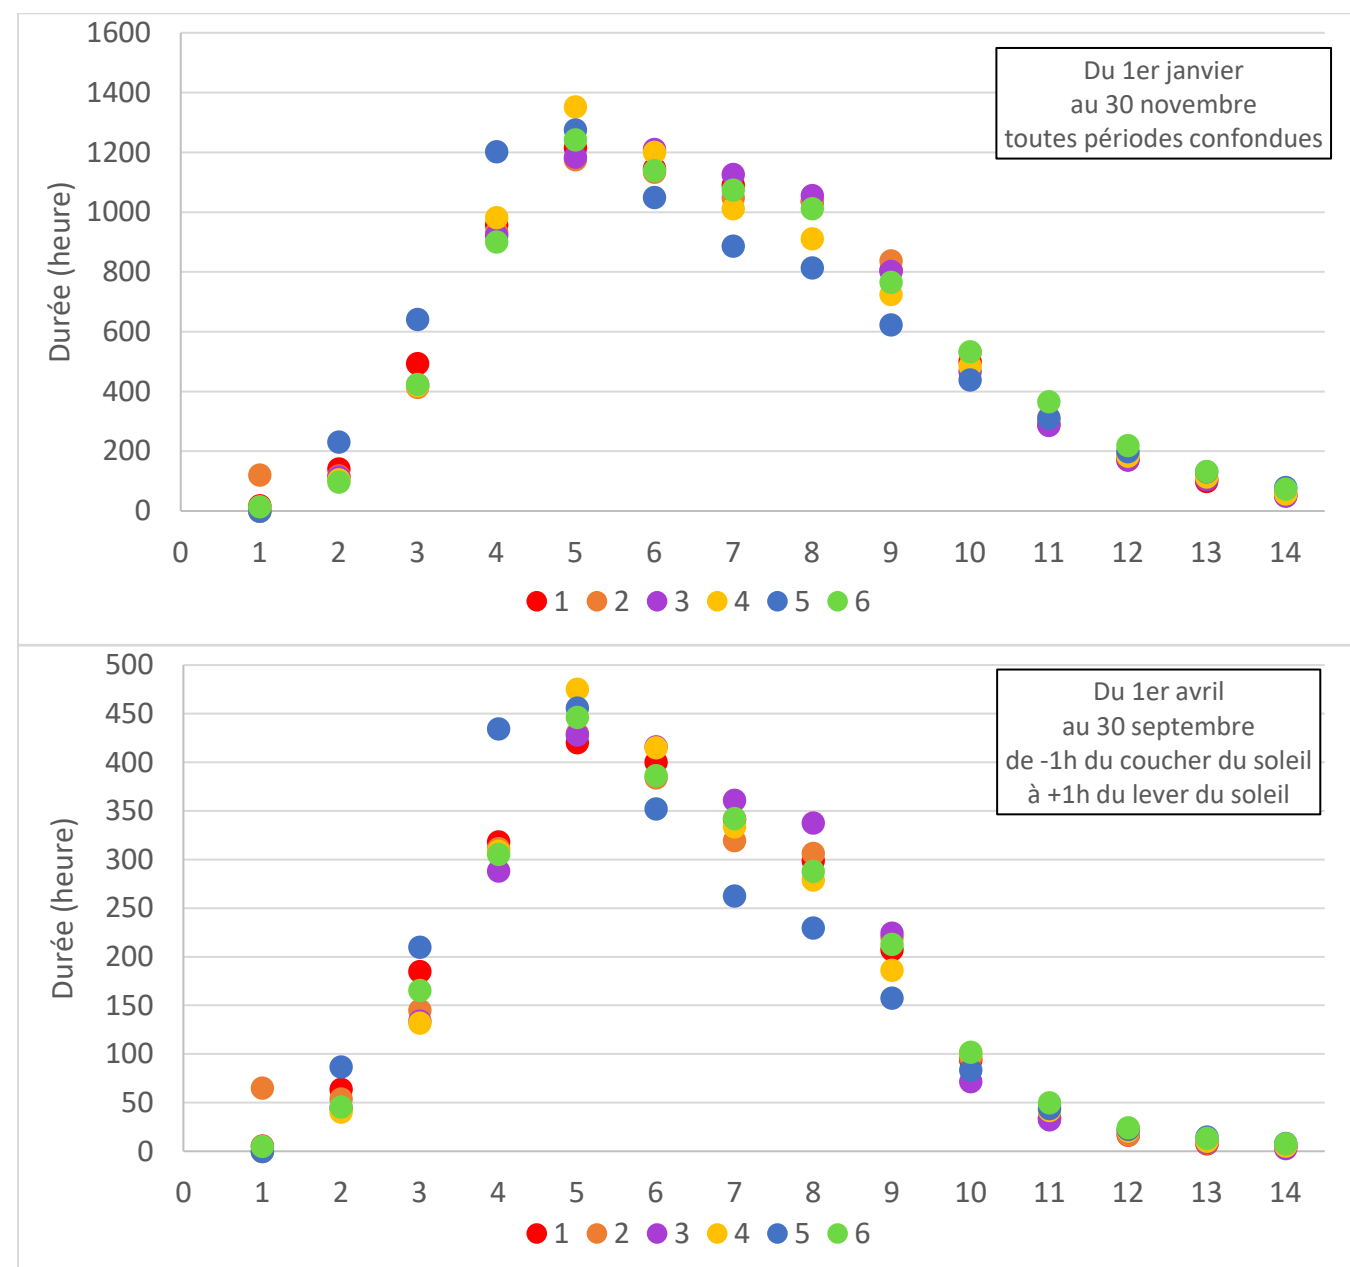 1600
1400
1200
1000
800
600
400
200
0
Durée (heure)
Du 1er janvier
au 30 novembre
toutes périodes confondues
0 1 2 3 4 5 6 7 8 9 10 11 12 13 14
1 2 3 4 5 6
500
450
400
350
300
250
200
150
100
50
0
Durée (heure)
Du 1er avril
au 30 septembre
de -1h du coucher du soleil
à +1h du lever du soleil
0 1 2 3 4 5 6 7 8 9 10 11 12 13 14
1 2 3 4 5 6